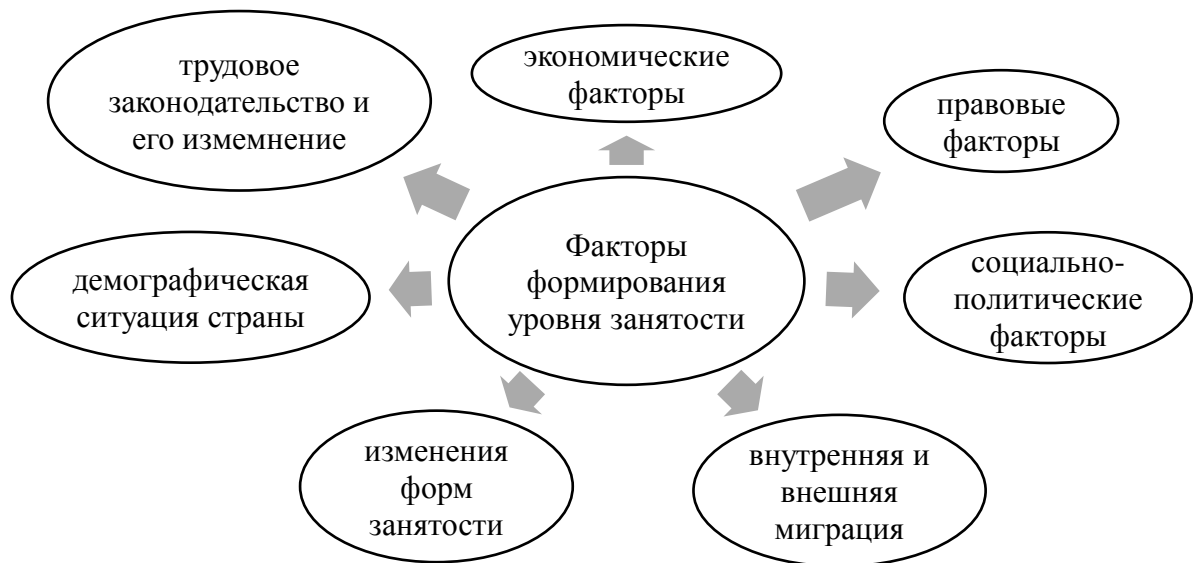 трудовое
законодательство и
его измемнение
экономические
факторы
правовые
факторы
Факторы
формирования
уровня занятости
демографическая
ситуация страны
социально-
политические
факторы
изменения
форм
занятости
внутренняя и
внешняя
миграция